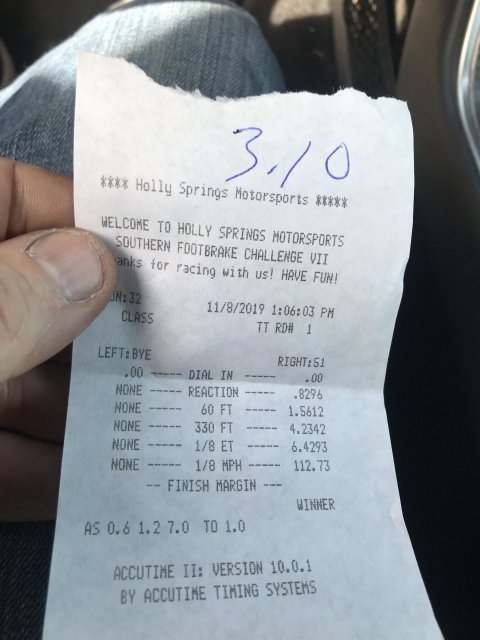 3.10
**** Holly Springs Motorsports *****
WELCOME TO HOLLY SPRINGS MOTORSPORTS
SOUTHERN FOOTBRAKE CHALLENGE VII
anks for racing with us! HAVE FUN!
UN:32 11/8/2019 1:06:03 PM
CLASS TT RD# 1
LEFT:BYE RIGHT:51
.00 ----- DIAL IN ----- .00
NONE ----- REACTION ----- .8296
NONE ----- 60 FT ----- 1.5612
NONE ----- 330 FT ----- 4.2342
NONE ----- 1/8 ET ----- 6.4293
NONE ----- 1/8 MPH ----- 112.73
-- FINISH MARGIN ---
WINNER
AS 0.6 1.2 7.0 TO 1.0
ACCUTIME II: VERSION 10.0.1
BY ACCUTIME TIMING SYSTEMS